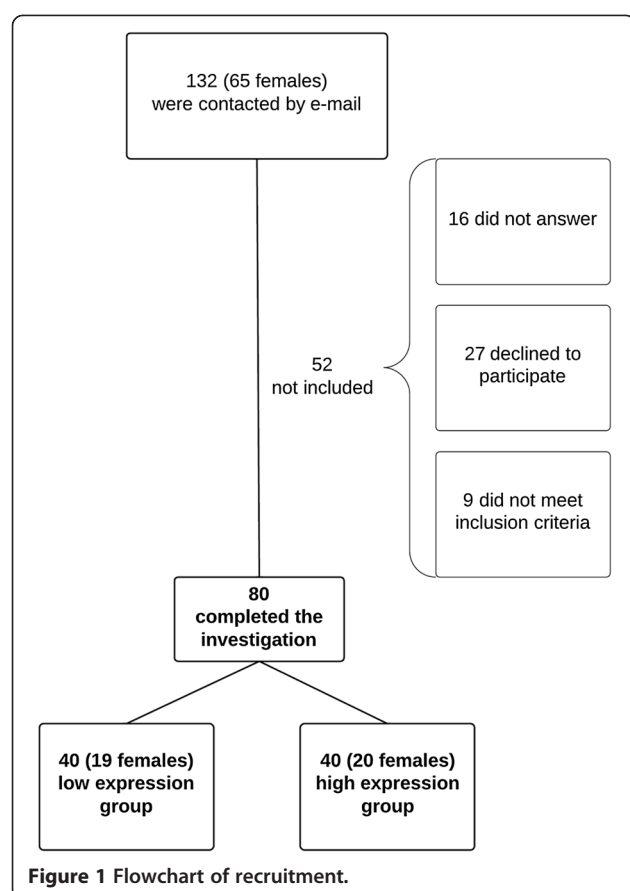 132 (65 females)
were contacted by e-mail
16 did not answer
27 declined to
participate
52
not included
9 did not meet
inclusion criteria
80
completed the
investigation
40 (19 females)
low expression
group
40 (20 females)
high expression
group
Figure 1 Flowchart of recruitment.